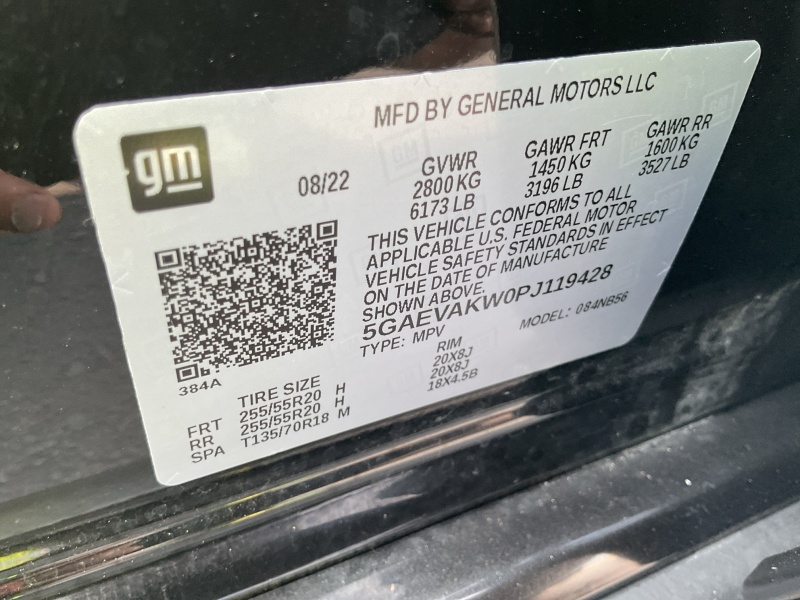 MFD BY GENERAL MOTORS LLC
gm
08/22
GVWR
2800 KG
6173 LB
GAWR FRT
1450 KG
3196 LB
GAWR RR
1600 KG
3527 LB
THIS VEHICLE CONFORMS TO ALL
APPLICABLE U.S. FEDERAL MOTOR
VEHICLE SAFETY STANDARDS IN EFFECT
ON THE DATE OF MANUFACTURE
SHOWN ABOVE.
5GAEVAKW0PJ119428
TYPE: MPV
MODEL: 084NB56
384A
TIRE SIZE
RIM
FRT 255/55R20 H 20X8J
RR 255/55R20 H 20X8J
SPA T135/70R18 M 18X4.5B